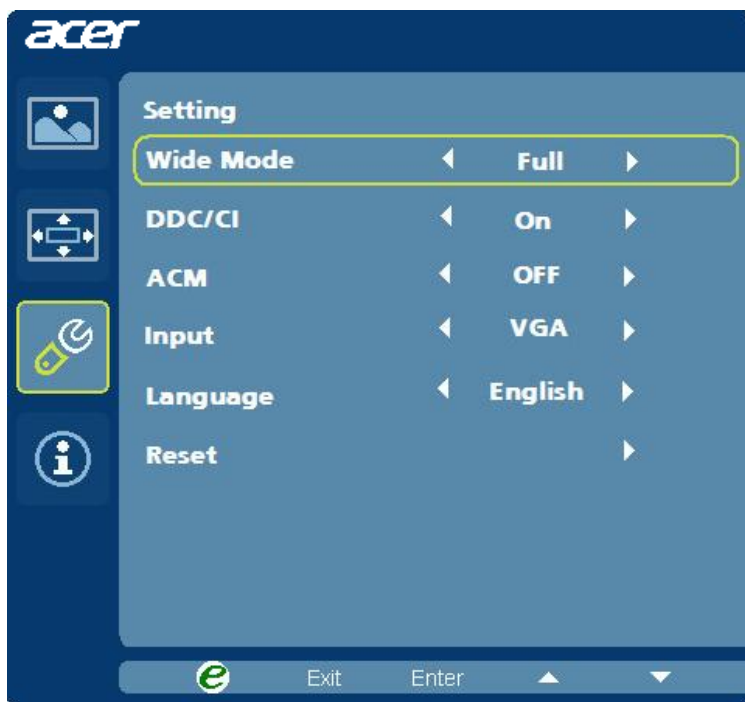 acer
Setting
Wide Mode Full
DDC/CI On
ACM OFF
Input VGA
Language English
Reset
e Exit Enter